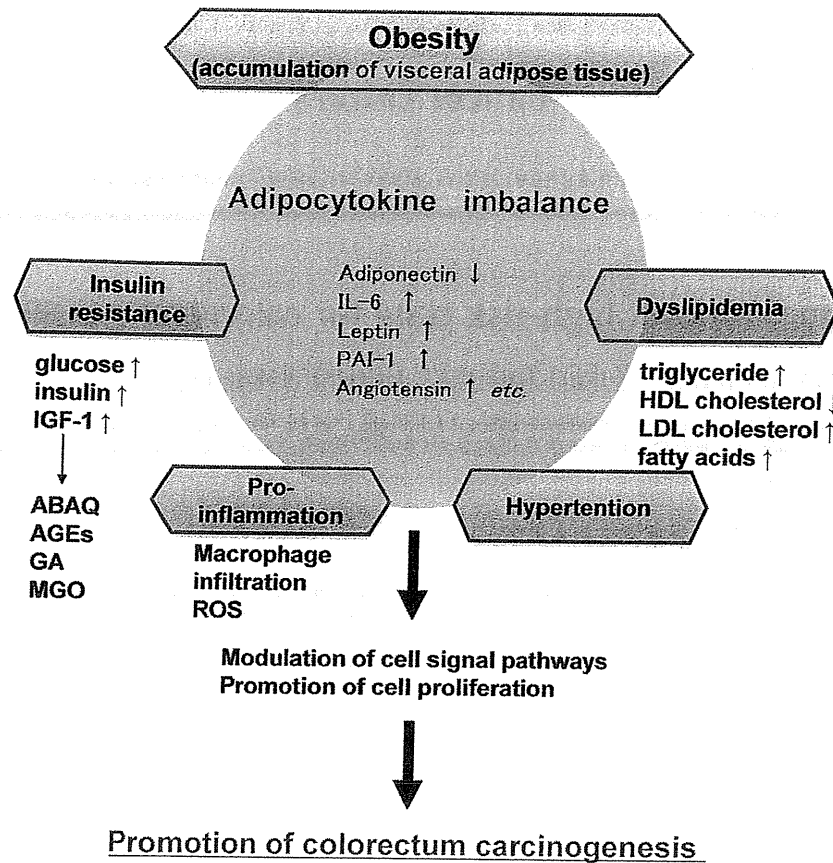 Obesity
(accumulation of visceral adipose tissue)
Adipocytokine imbalance
Adiponectin ↓
IL-6 ↑
Leptin ↑
PAI-1 ↑
Angiotensin ↑ etc.
Insulin
resistance
glucose ↑
insulin ↑
IGF-1 ↑
ABAQ
AGEs
GA
MGO
Dyslipidemia
triglyceride ↑
HDL cholesterol ↓
LDL cholesterol ↑
fatty acids ↑
Pro-
inflammation
Macrophage
infiltration
ROS
Hypertention
Modulation of cell signal pathways
Promotion of cell proliferation
Promotion of colorectum carcinogenesis